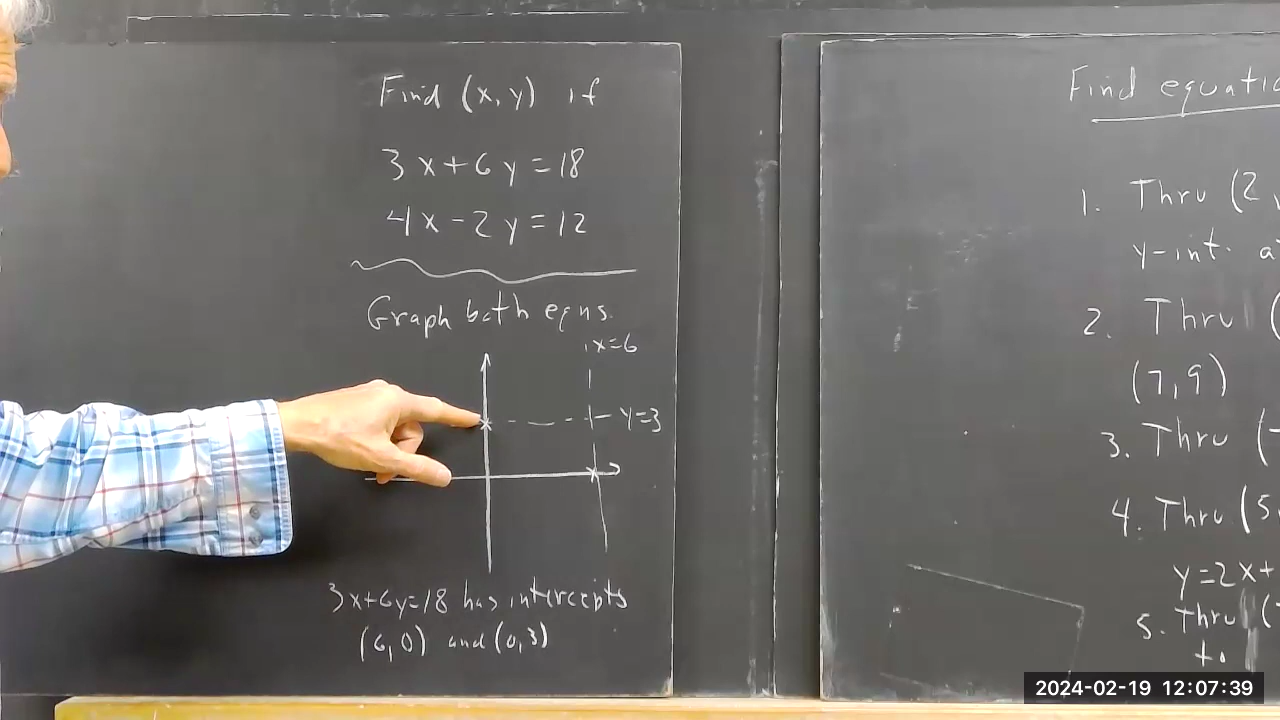 Find (x, y) if
3x+6y=18
4x-2y=12
Graph both eqns.
x=6
y=3
3x+6y=18 has intercepts
(6,0) and (0,3)
Find equatio
1. Thru (2,
y-int. a
2. Thru (
(7,9)
3. Thru (
4. Thru (5,
y=2x+
5. Thru (
to
2024-02-19 12:07:39